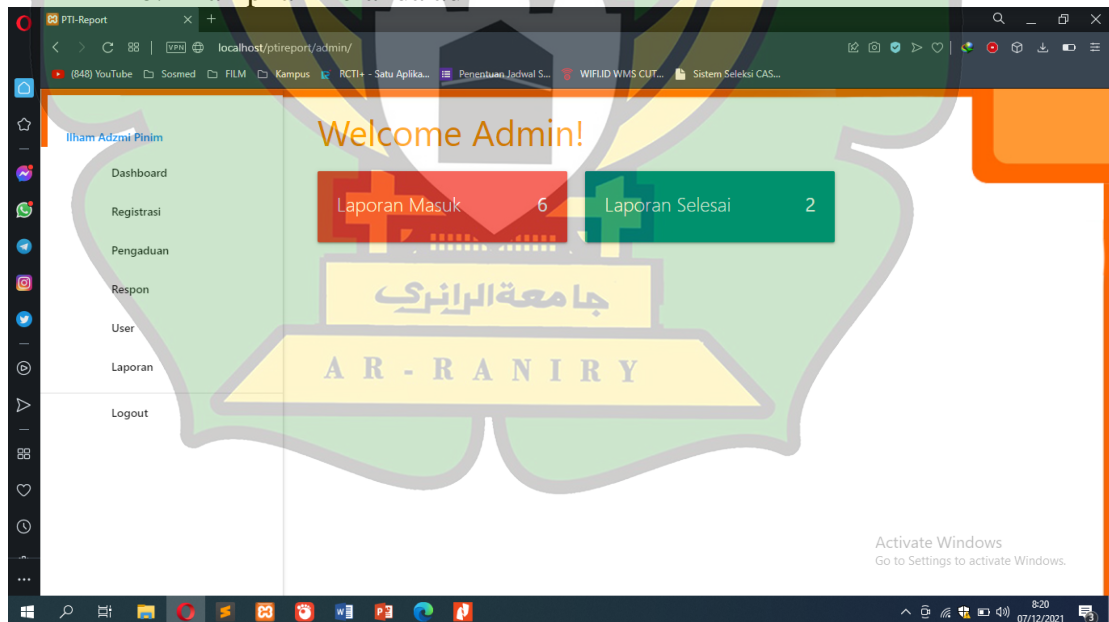 PTI-Report
VPN
localhost/ptireport/admin/
(848) YouTube
Sosmed
FILM
Kampus
RCTI+ - Satu Aplika...
Penentuan Jadwal S...
WIFI.ID WMS CUT...
Sistem Seleksi CAS...
Ilham Adzmi Pinim
Dashboard
Registrasi
Pengaduan
Respon
User
Laporan
Logout
Welcome Admin!
Laporan Masuk 6
Laporan Selesai 2
جامعةالرانري
AR-RANIRY
Activate Windows
Go to Settings to activate Windows.
8:20
07/12/2021
3